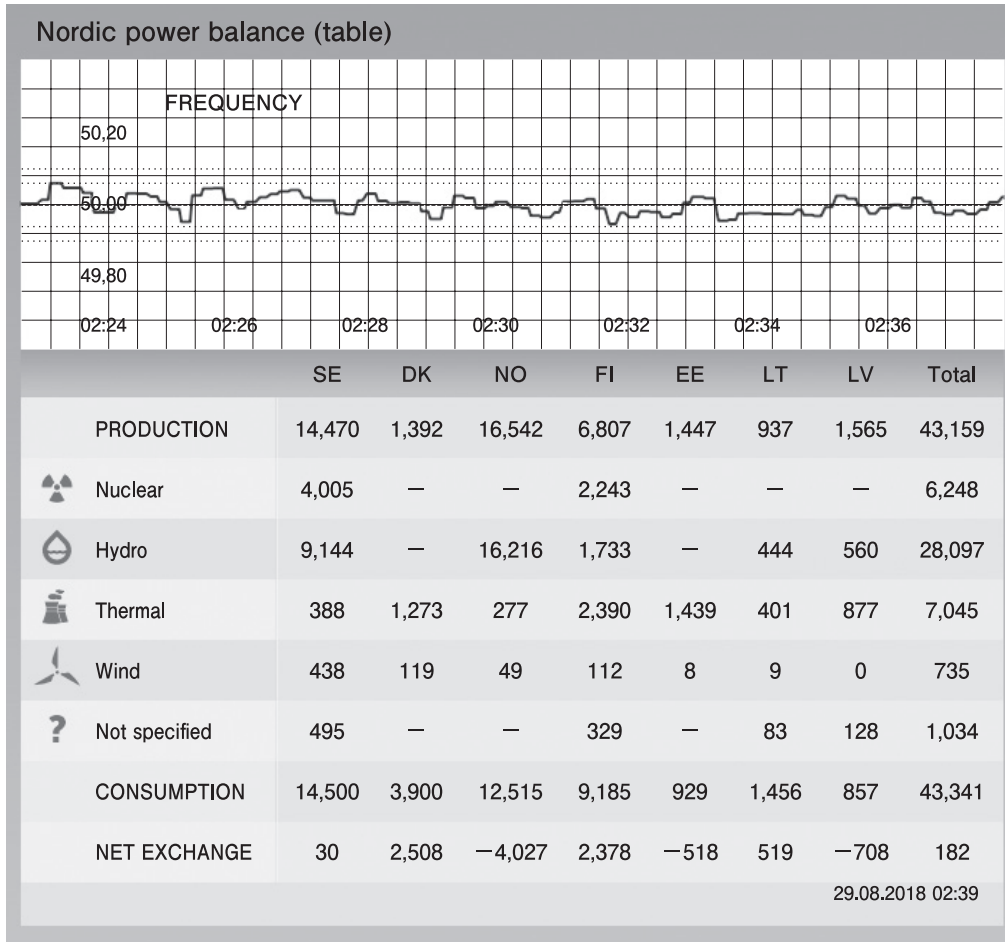 Nordic power balance (table)
FREQUENCY
50,20
50,00
49,80
02:24 02:26 02:28 02:30 02:32 02:34 02:36
SE DK NO FI EE LT LV Total
PRODUCTION 14,470 1,392 16,542 6,807 1,447 937 1,565 43,159
Nuclear 4,005 — — 2,243 — — — 6,248
Hydro 9,144 — 16,216 1,733 — 444 560 28,097
Thermal 388 1,273 277 2,390 1,439 401 877 7,045
Wind 438 119 49 112 8 9 0 735
? Not specified 495 — — 329 — 83 128 1,034
CONSUMPTION 14,500 3,900 12,515 9,185 929 1,456 857 43,341
NET EXCHANGE 30 2,508 −4,027 2,378 −518 519 −708 182
29.08.2018 02:39